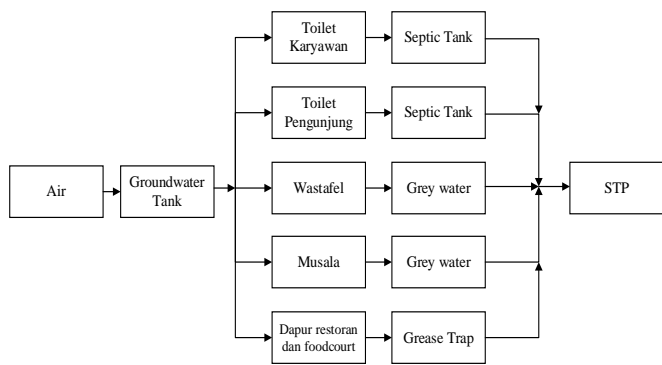 Toilet
Karyawan
Septic Tank
Toilet
Pengunjung
Septic Tank
Air
Groundwater
Tank
Wastafel
Grey water
STP
Musala
Grey water
Dapur restoran
dan foodcourt
Grease Trap